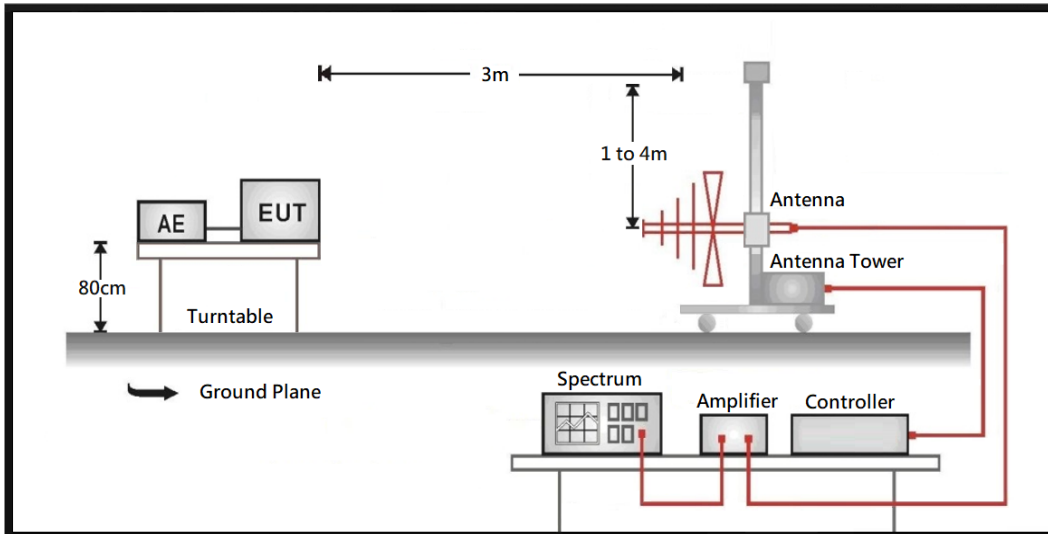 3m
1 to 4m
AE
EUT
Antenna
Antenna Tower
80cm
Turntable
Ground Plane
Spectrum
Amplifier
Controller